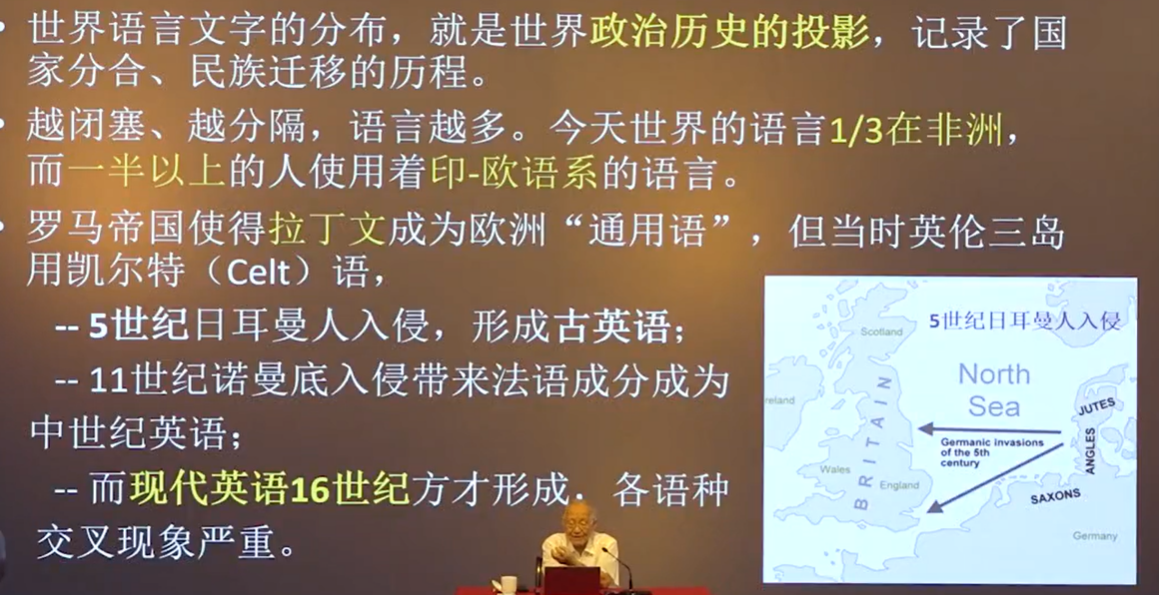 • 世界语言文字的分布，就是世界政治历史的投影，记录了国
家分合、民族迁移的历程。
• 越闭塞、越分隔，语言越多。今天世界的语言1/3在非洲，
而一半以上的人使用着印-欧语系的语言。
• 罗马帝国使得拉丁文成为欧洲“通用语”，但当时英伦三岛
用凯尔特（Celt）语，
-- 5世纪日耳曼人入侵，形成古英语；
-- 11世纪诺曼底入侵带来法语成分成为
中世纪英语；
-- 而现代英语16世纪方才形成．各语种
交叉现象严重。
5世纪日耳曼人入侵
Scotland
North
Sea
reland
JUTES
ANGLES
BRITAIN
Germanic invasions
of the 5th
century
Wales
England
SAXONS
Germany